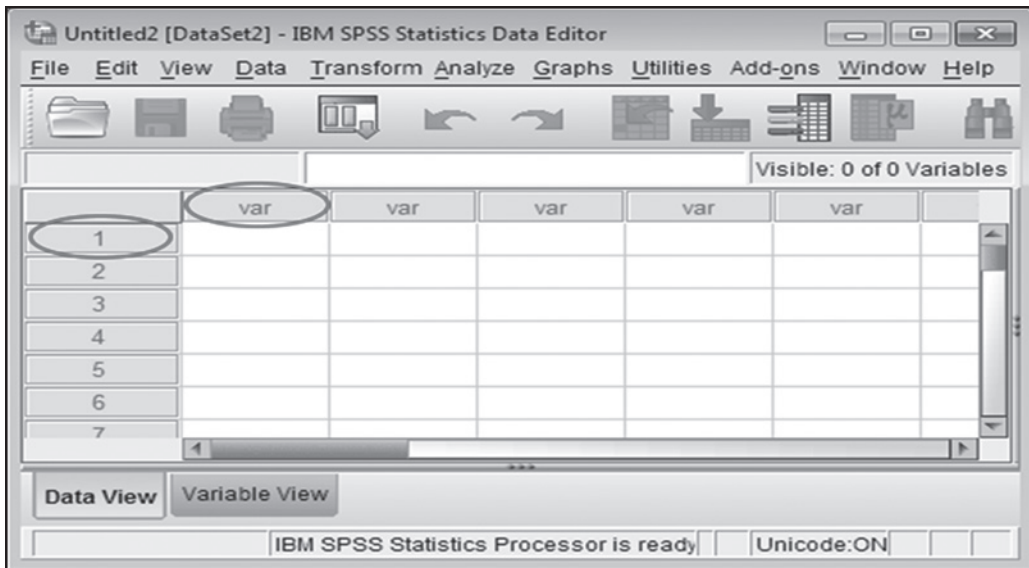 Untitled2 [DataSet2] - IBM SPSS Statistics Data Editor
File Edit View Data Transform Analyze Graphs Utilities Add-ons Window Help
μ
Visible: 0 of 0 Variables
var var var var var
1
2
3
4
5
6
7
Data View Variable View
IBM SPSS Statistics Processor is ready Unicode:ON